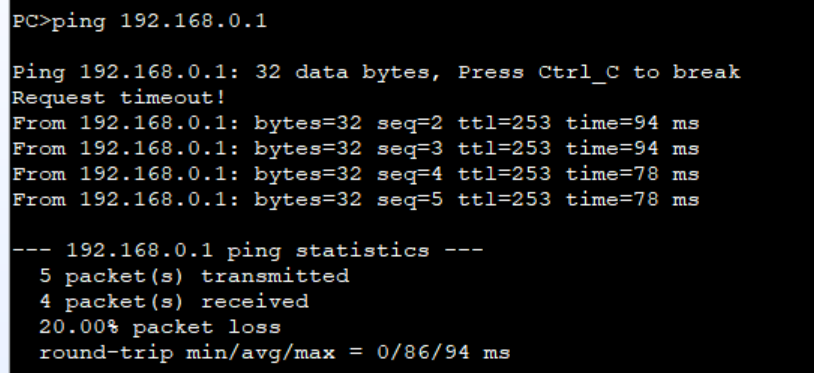 PC>ping 192.168.0.1
Ping 192.168.0.1: 32 data bytes, Press Ctrl_C to break
Request timeout!
From 192.168.0.1: bytes=32 seq=2 ttl=253 time=94 ms
From 192.168.0.1: bytes=32 seq=3 ttl=253 time=94 ms
From 192.168.0.1: bytes=32 seq=4 ttl=253 time=78 ms
From 192.168.0.1: bytes=32 seq=5 ttl=253 time=78 ms
--- 192.168.0.1 ping statistics ---
5 packet(s) transmitted
4 packet(s) received
20.00% packet loss
round-trip min/avg/max = 0/86/94 ms